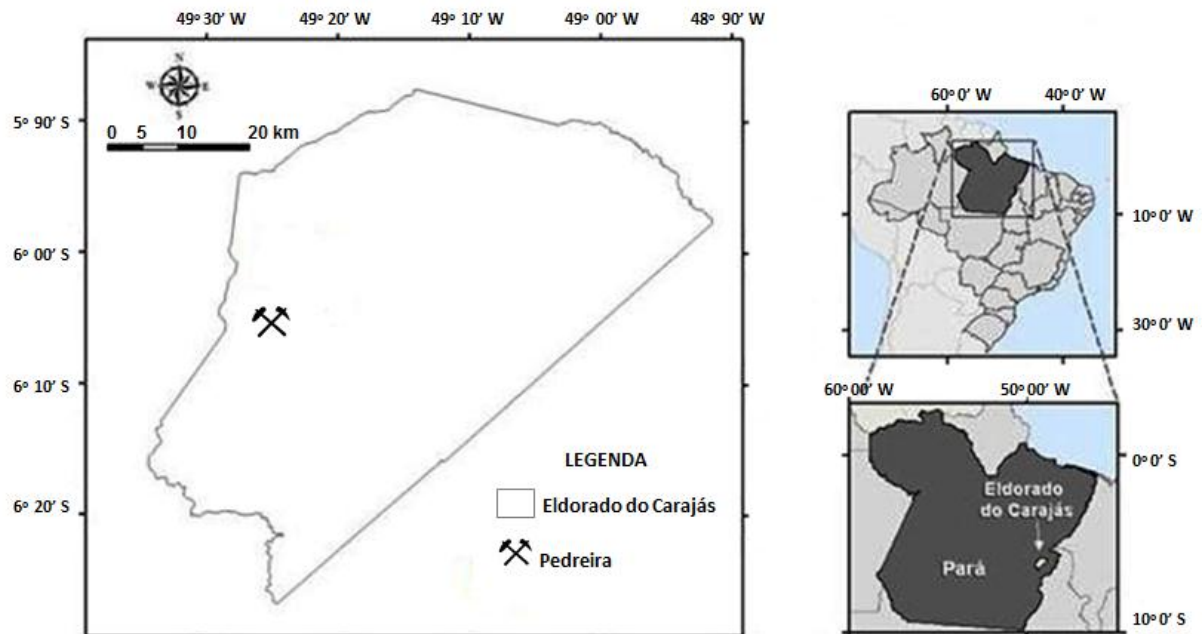 49° 30' W 49° 20' W 49° 10' W 49° 00' W 48° 90' W
N
W E
S
0 5 10 20 km
5° 90' S
6° 00' S
6° 10' S
6° 20' S
LEGENDA
Eldorado do Carajás
Pedreira
60° 0' W 40° 0' W
10° 0' W
30° 0' W
60° 00' W 50° 00' W
0° 0' S
Eldorado
do Carajás
Pará
10° 0' S